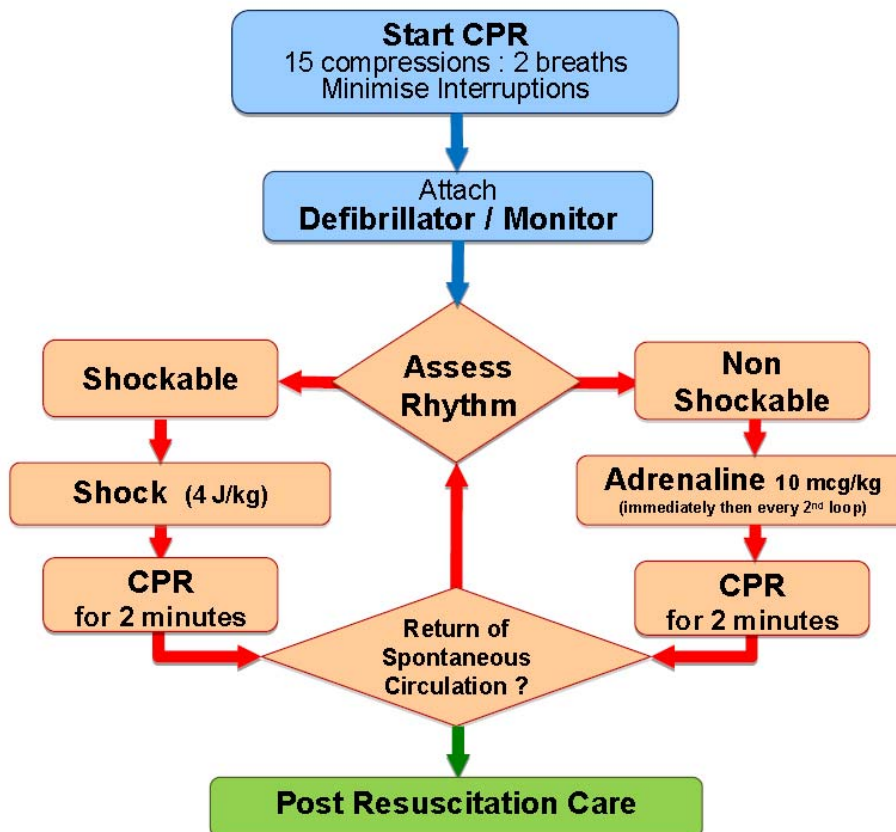 Start CPR
15 compressions : 2 breaths
Minimise Interruptions
Attach
Defibrillator / Monitor
Assess
Rhythm
Shockable
Non
Shockable
Shock (4 J/kg)
Adrenaline 10 mcg/kg
(immediately then every 2nd loop)
CPR
for 2 minutes
CPR
for 2 minutes
Return of
Spontaneous
Circulation ?
Post Resuscitation Care